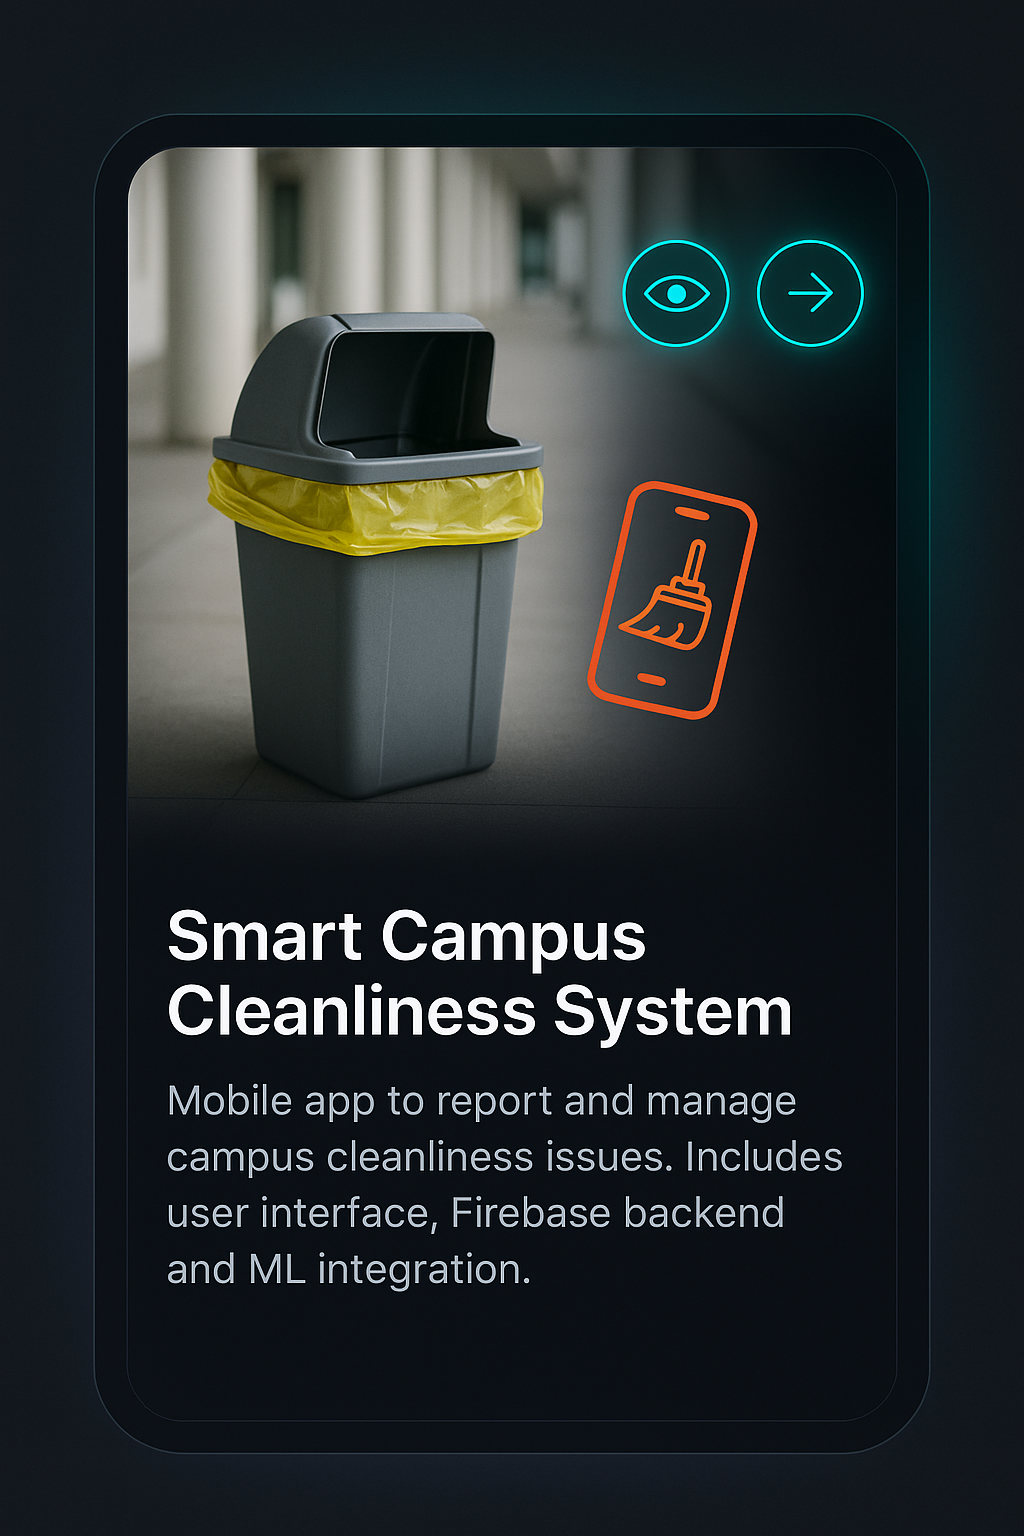 Smart Campus
Cleanliness System
Mobile app to report and manage
campus cleanliness issues. Includes
user interface, Firebase backend
and ML integration.